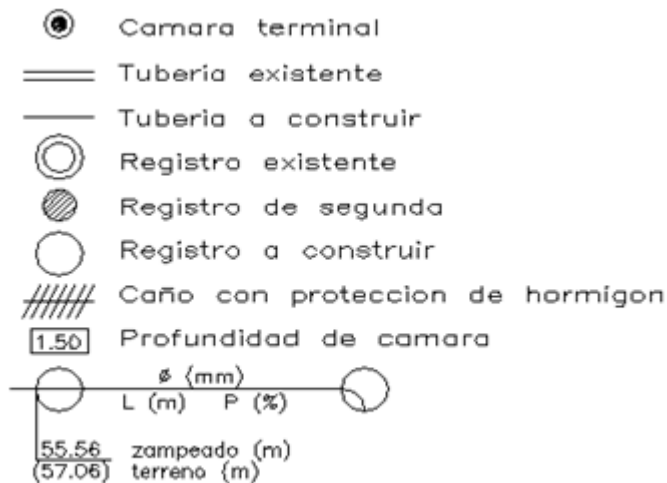 Camara terminal
Tuberia existente
Tuberia a construir
Registro existente
Registro de segunda
Registro a construir
Caño con proteccion de hormigon
1.50 Profundidad de camara
ø (mm)
L (m) P (%)
55.56 zampeado (m)
(57.06) terreno (m)